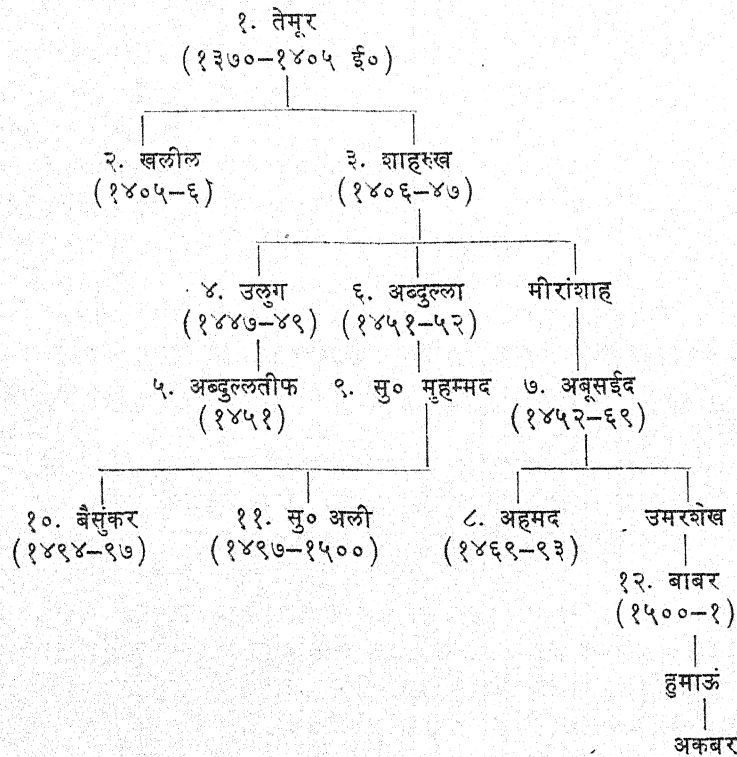 १. तेमूर
(१३७०–१४०५ ई०)
२. खलील ३. शाहरुख
(१४०५–६) (१४०६–४७)
४. उलुग ६. अब्दुल्ला मीरांशाह
(१४४७–४९) (१४५१–५२)
५. अब्दुल्लतीफ ९. सु० मुहम्मद ७. अबूसईद
(१४५१) (१४५२–६९)
१०. बैसुंकर ११. सु० अली ८. अहमद उमरशेख
(१४९४–९७) (१४९७–१५००) (१४६९–९३)
१२. बाबर
(१५००–१)
हुमाऊं
अकबर